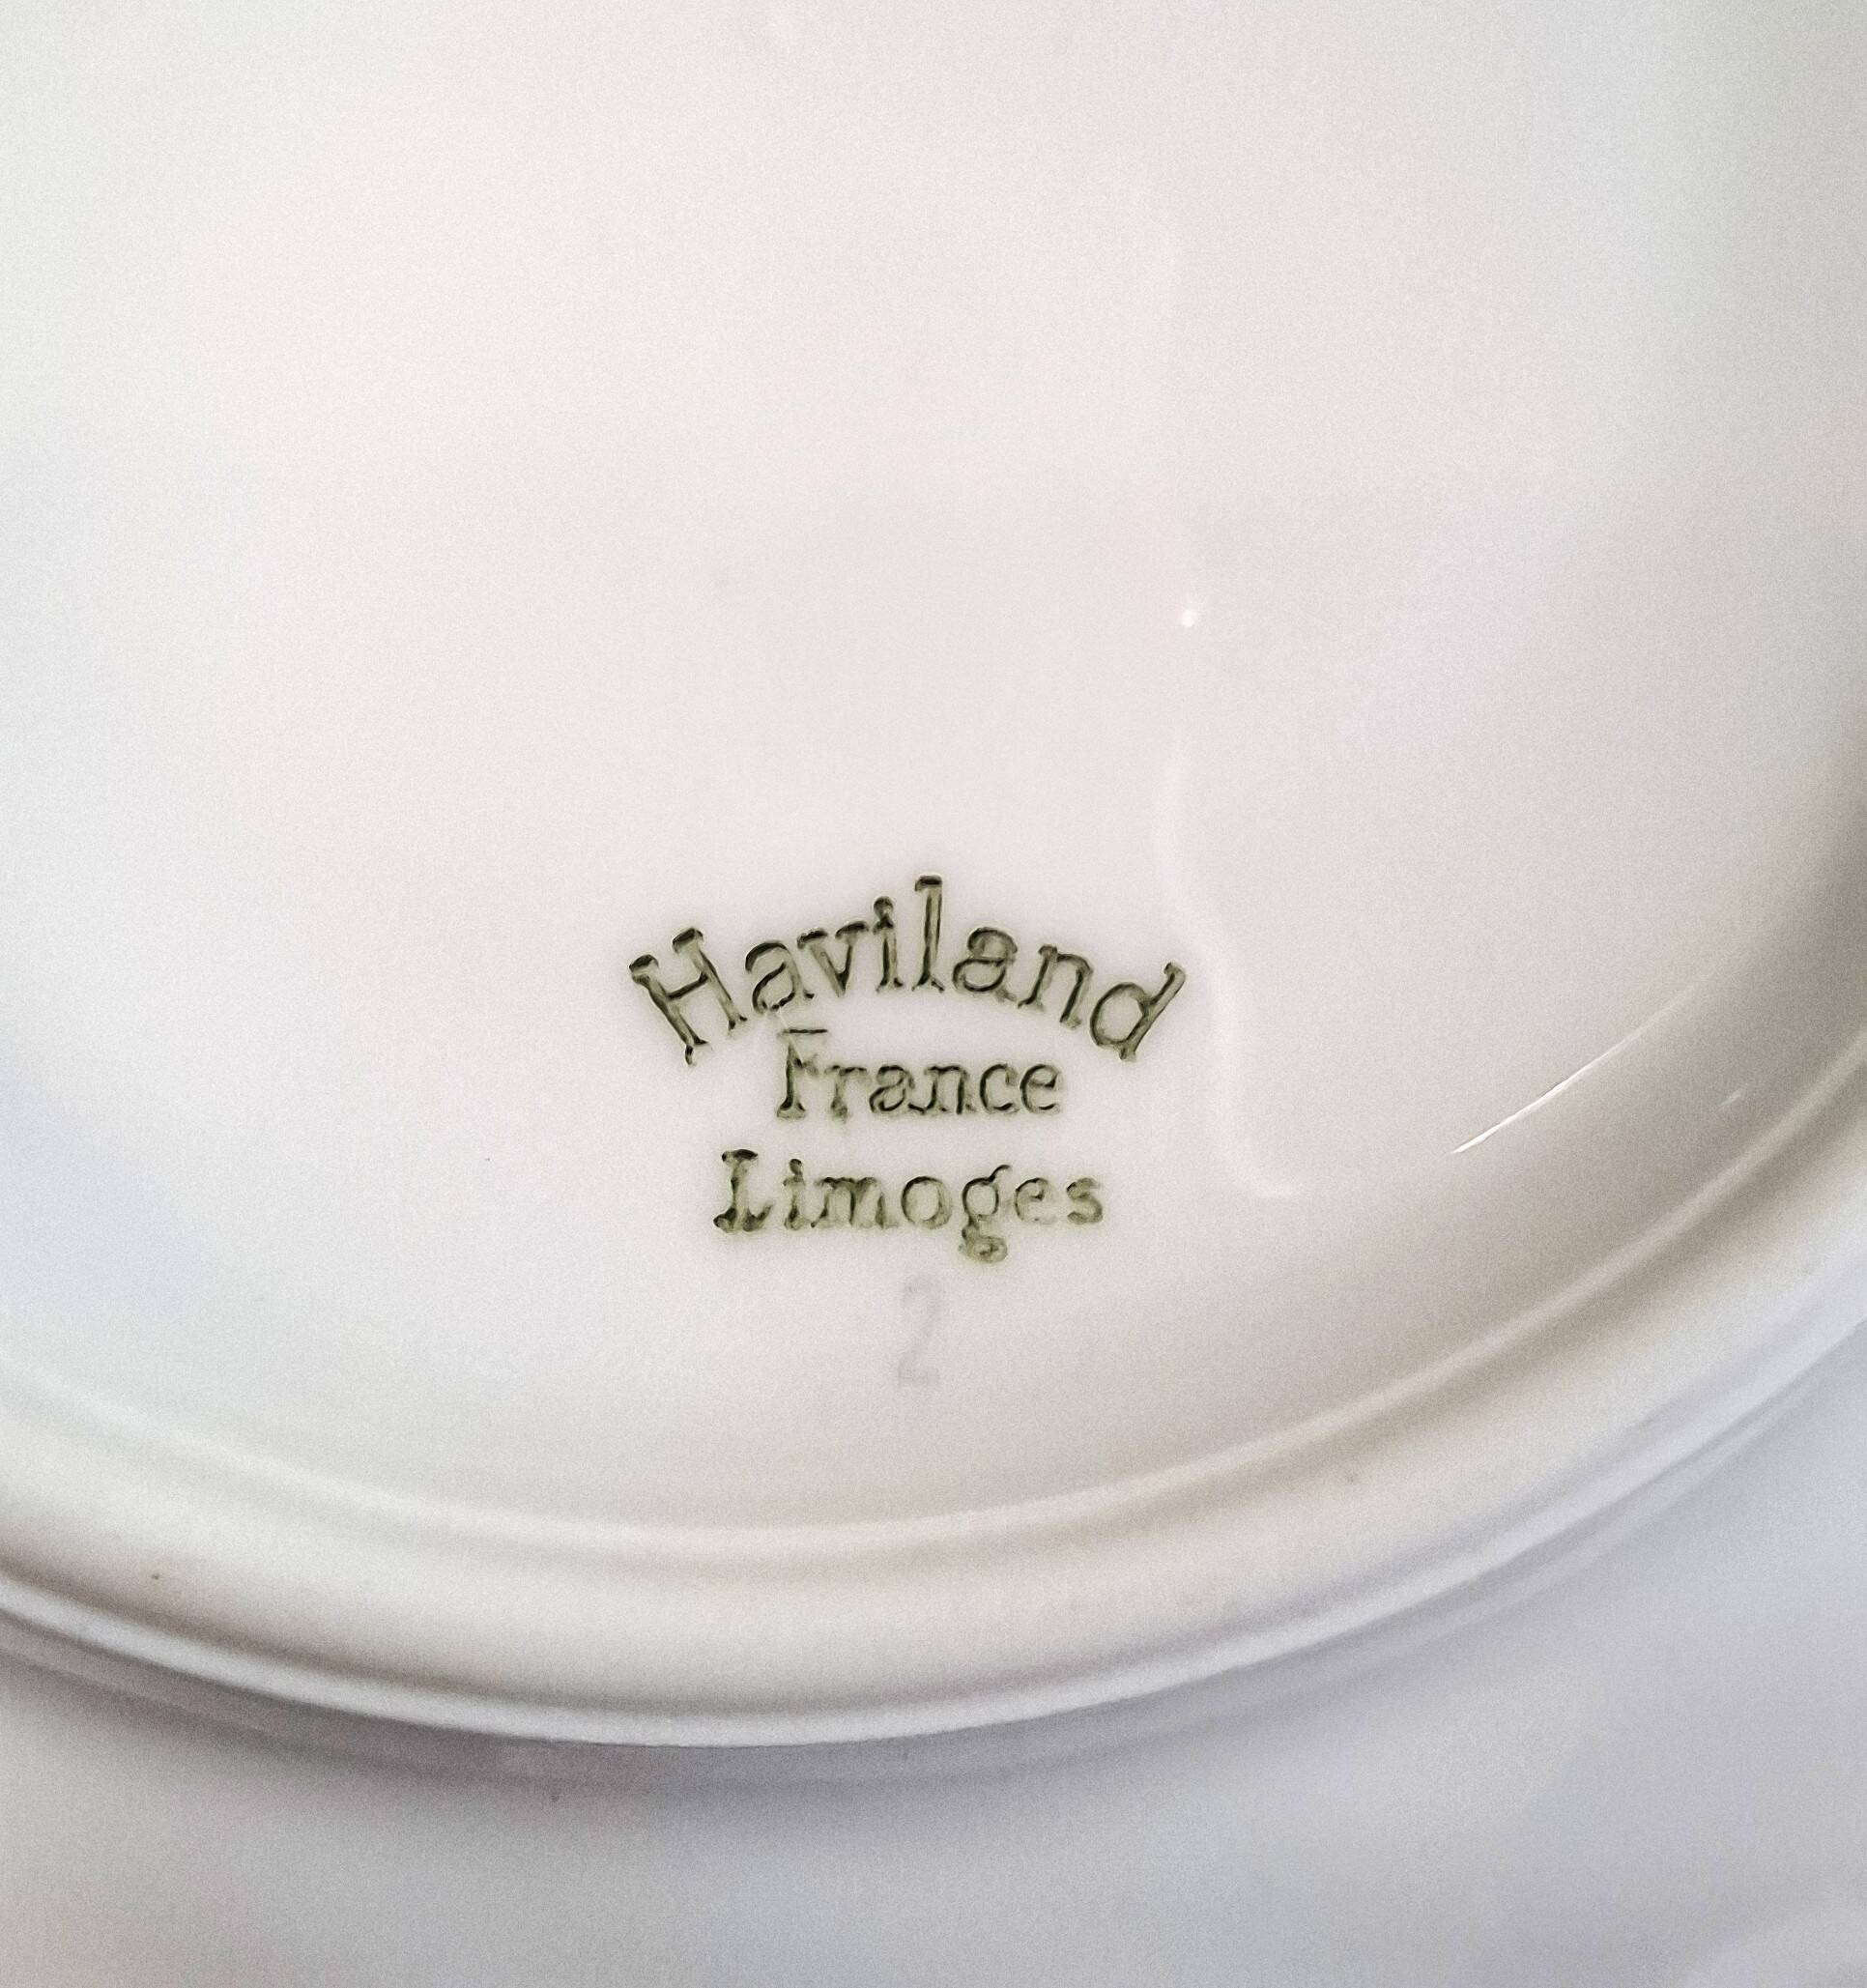 Haviland
France
Limoges
2